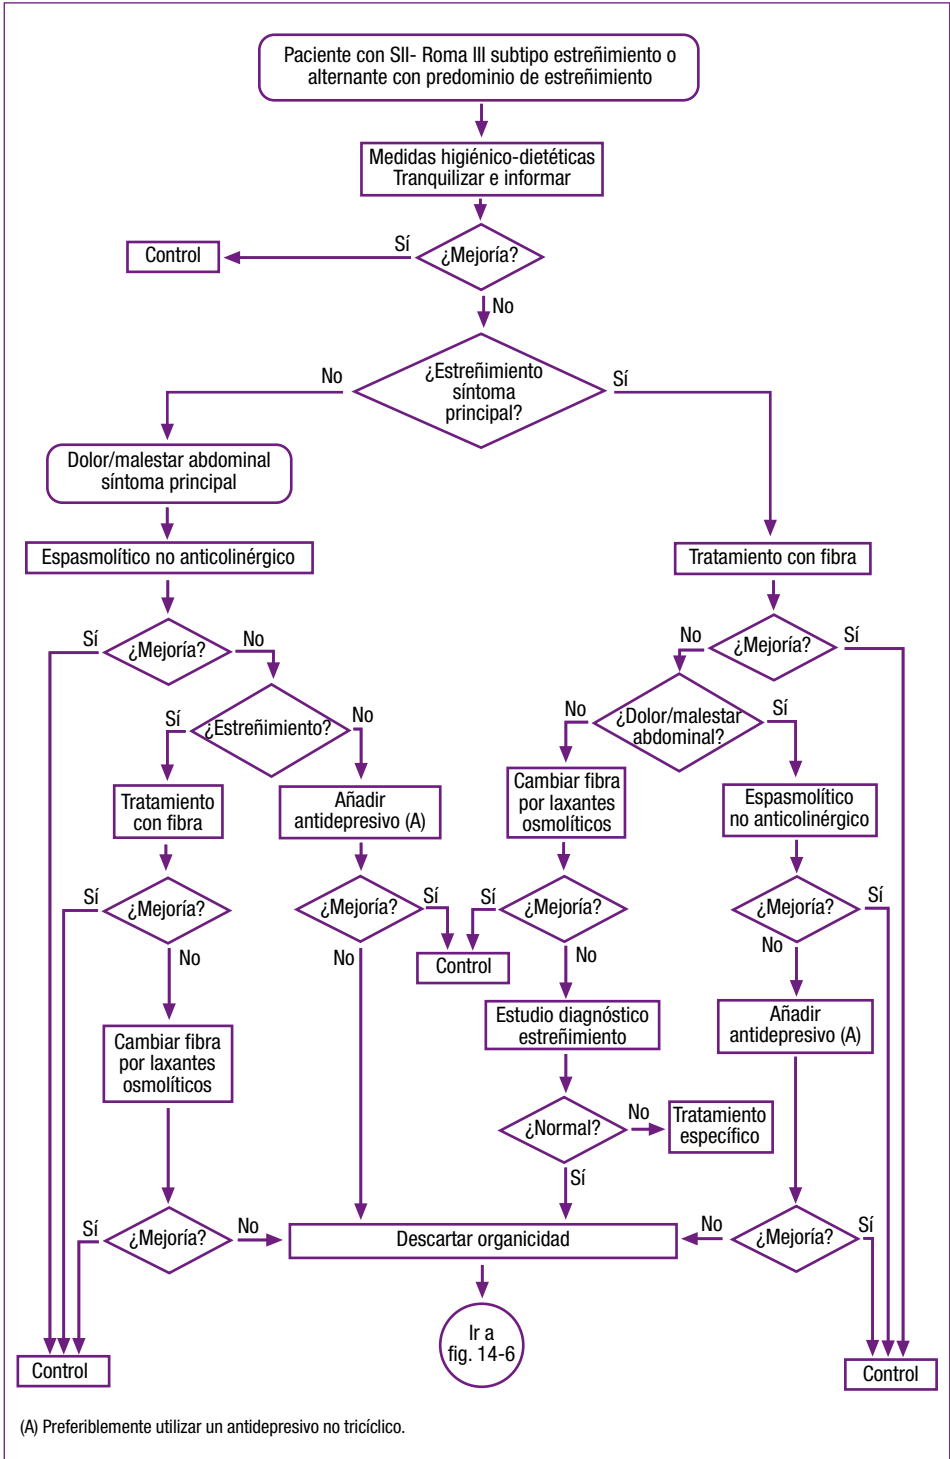 Paciente con SII- Roma III subtipo estreñimiento o
alternante con predominio de estreñimiento
Medidas higiénico-dietéticas
Tranquilizar e informar
Sí
¿Mejoría?
Control
No
¿Estreñimiento
síntoma
principal?
No
Sí
Dolor/malestar abdominal
síntoma principal
Espasmolítico no anticolinérgico
Tratamiento con fibra
Sí
¿Mejoría?
No
No
¿Mejoría?
Sí
Sí
¿Estreñimiento?
No
No
¿Dolor/malestar
abdominal?
Sí
Tratamiento
con fibra
Añadir
antidepresivo (A)
Cambiar fibra
por laxantes
osmolíticos
Espasmolítico
no anticolinérgico
Sí
¿Mejoría?
No
¿Mejoría?
Sí
No
Sí
¿Mejoría?
No
¿Mejoría?
Sí
No
Control
Cambiar fibra
por laxantes
osmolíticos
Estudio diagnóstico
estreñimiento
Añadir
antidepresivo (A)
¿Normal?
No
Tratamiento
específico
Sí
Sí
¿Mejoría?
No
Descartar organicidad
No
¿Mejoría?
Sí
Ir a
fig. 14-6
Control
Control
(A) Preferiblemente utilizar un antidepresivo no tricíclico.